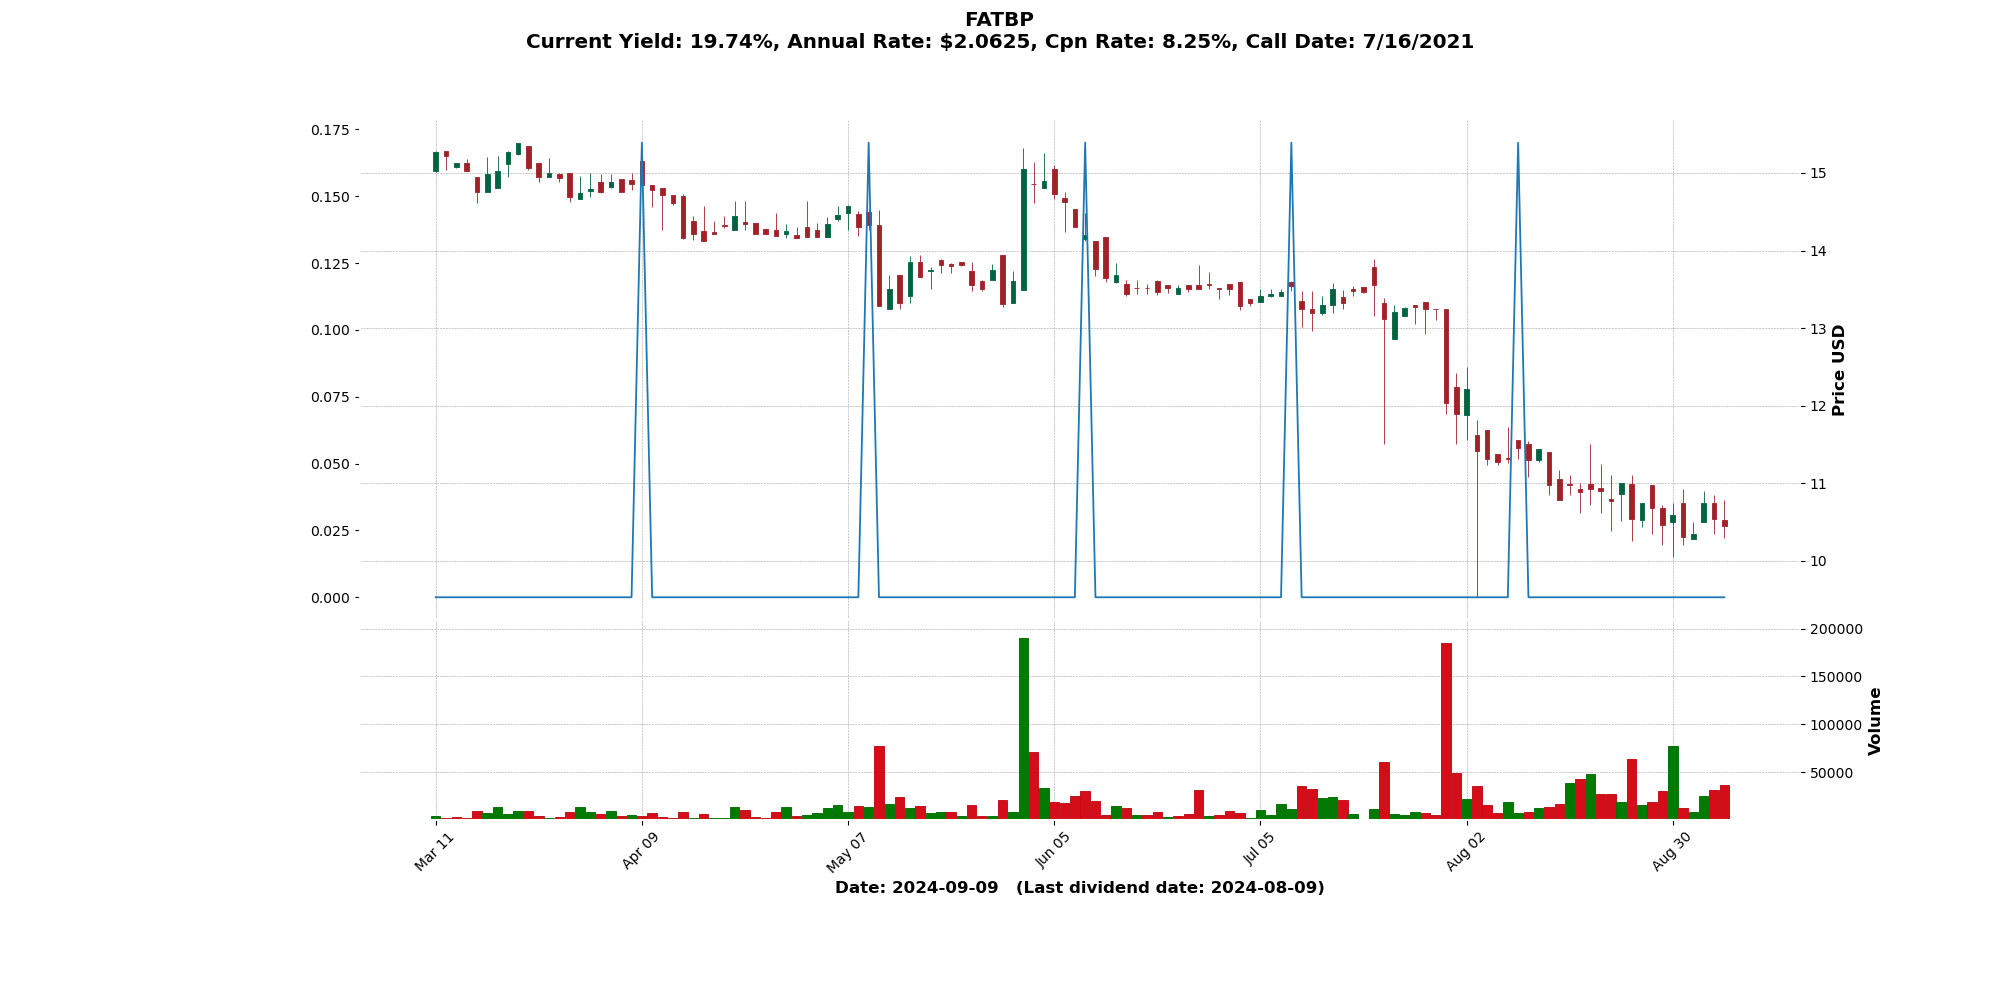 FATBP
Current Yield: 19.74%, Annual Rate: $2.0625, Cpn Rate: 8.25%, Call Date: 7/16/2021
0.175
0.150
0.125
0.100
0.075
0.050
0.025
0.000
15
14
13
12
11
10
Price USD
200000
150000
100000
50000
Volume
Mar 11
Apr 09
May 07
Jun 05
Jul 05
Aug 02
Aug 30
Date: 2024-09-09 (Last dividend date: 2024-08-09)